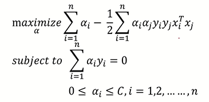 maximize_α ∑_{i=1}^{n} α_i − 1/2 ∑_{i=1}^{n} α_i α_j y_i y_j x_i^T x_j
subject to ∑_{i=1}^{n} α_i y_i = 0
0 ≤ α_i ≤ C, i = 1,2, ……, n